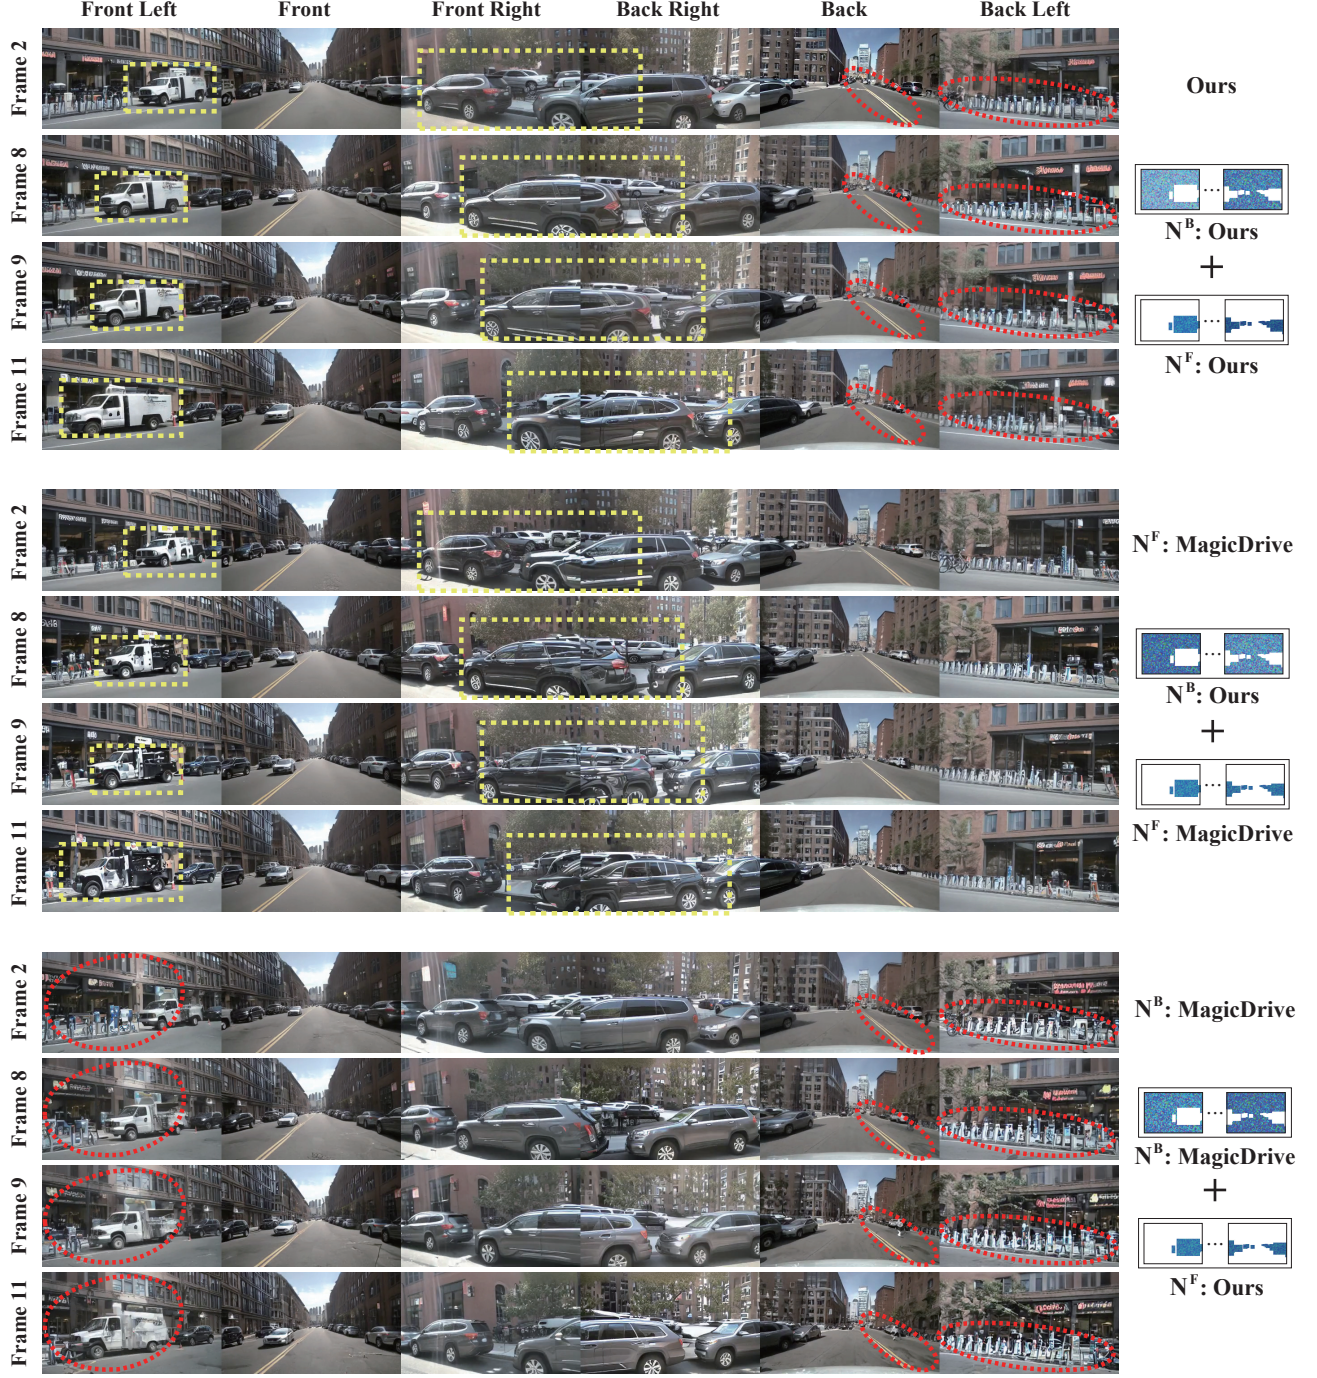 Front Left Front Front Right Back Right Back Back Left
Frame 2
Ours
Frame 8
N^B: Ours
Frame 9
+
N^F: Ours
Frame 11
Frame 2
N^F: MagicDrive
Frame 8
N^B: Ours
Frame 9
+
N^F: MagicDrive
Frame 11
Frame 2
N^B: MagicDrive
Frame 8
N^B: MagicDrive
Frame 9
+
N^F: Ours
Frame 11